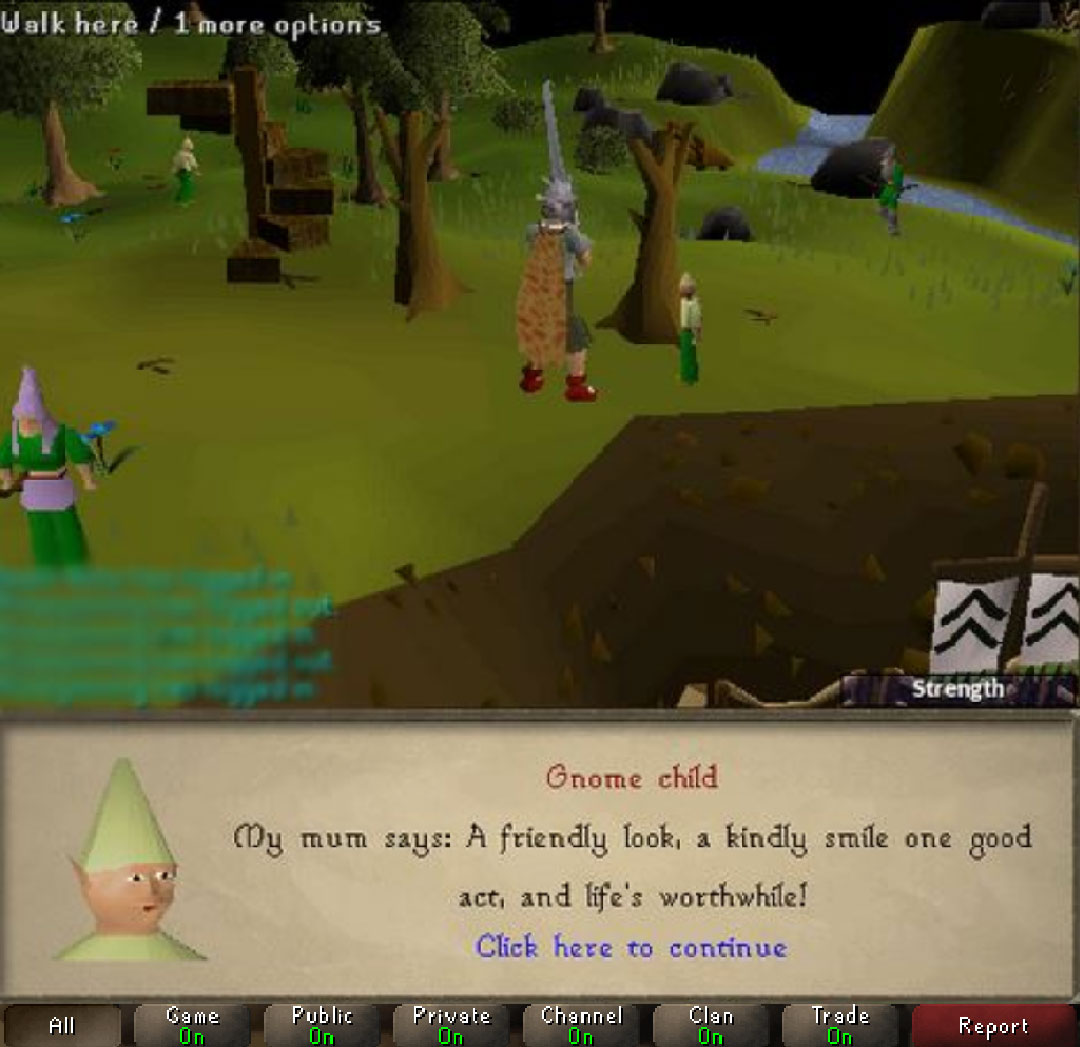 Walk here / 1 more options
Strength
Gnome child
My mum says: A friendly look, a kindly smile one good
act, and life's worthwhile!
Click here to continue
All
Game
On
Public
On
Private
On
Channel
On
Clan
On
Trade
On
Report